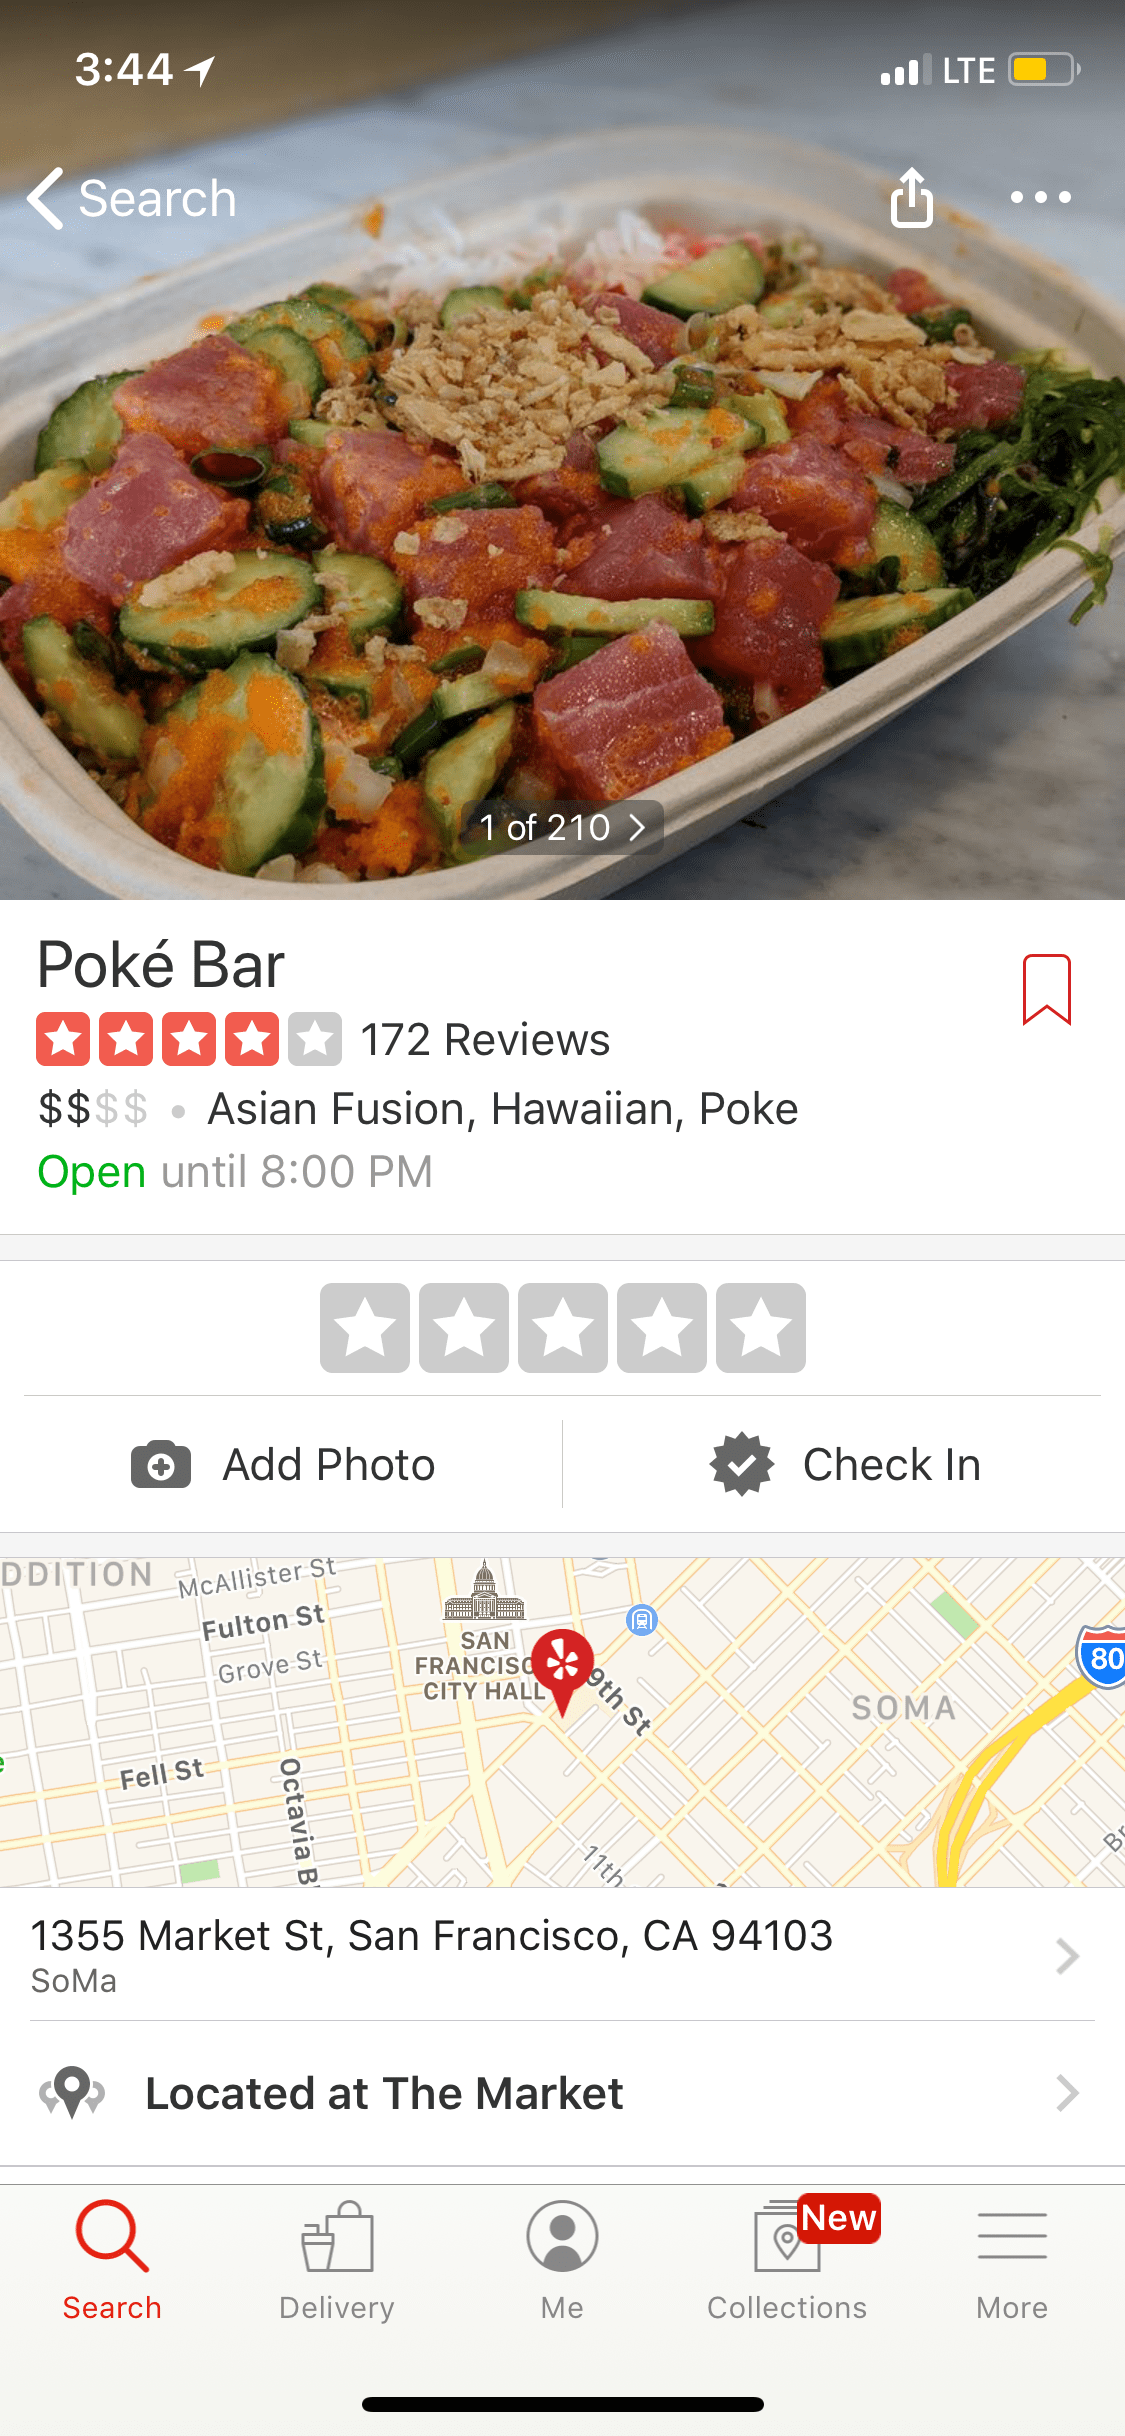 3:44
LTE
Search
1 of 210
Poké Bar
172 Reviews
$$$$ • Asian Fusion, Hawaiian, Poke
Open until 8:00 PM
Add Photo
Check In
DDITION
McAllister St
Fulton St
Grove St
SAN
FRANCISC
CITY HALL
9th St
80
SOMA
Fell St
Octavia B
11th
Br
1355 Market St, San Francisco, CA 94103
SoMa
Located at The Market
New
Search
Delivery
Me
Collections
More